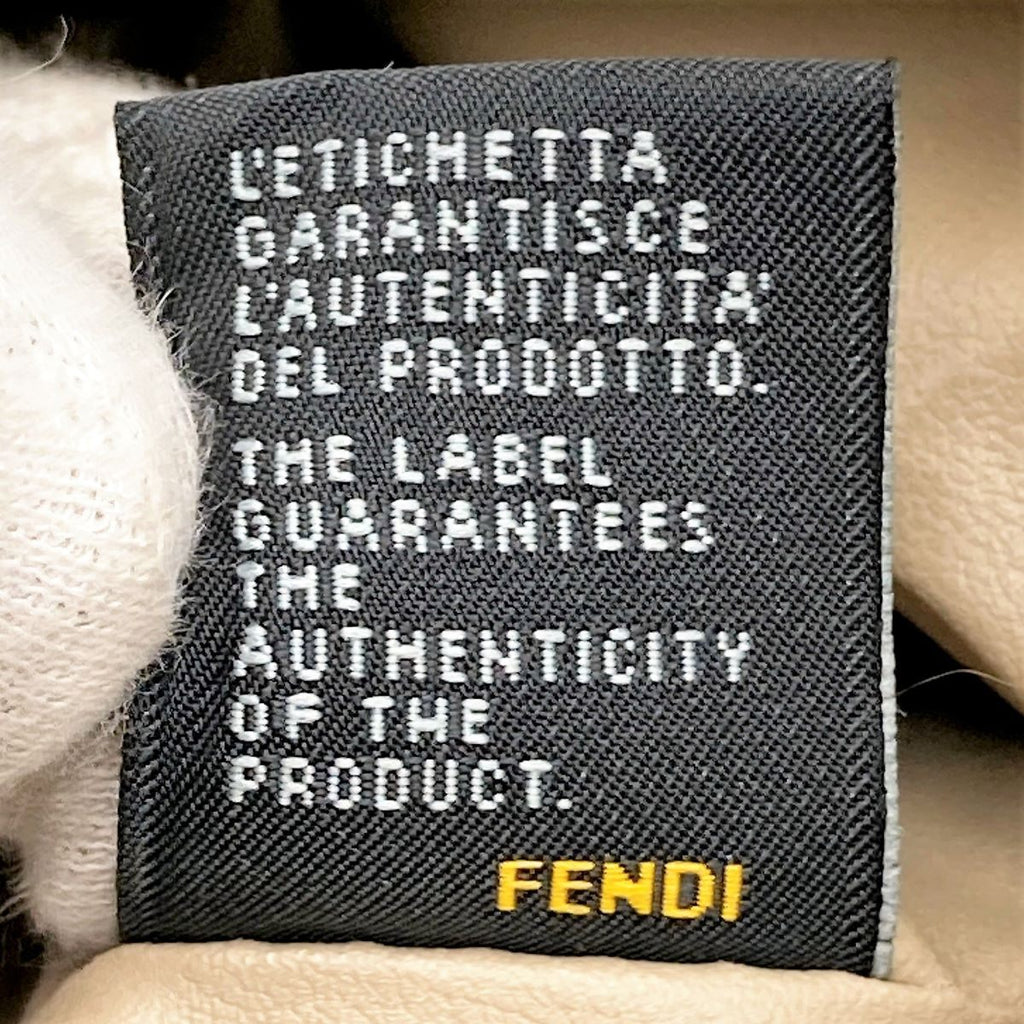 L'ETICHETTA
GARANTISCE
L'AUTENTICITA'
DEL PRODOTTO.
THE LABEL
GUARANTEES
THE
AUTHENTICITY
OF THE
PRODUCT.
FENDI